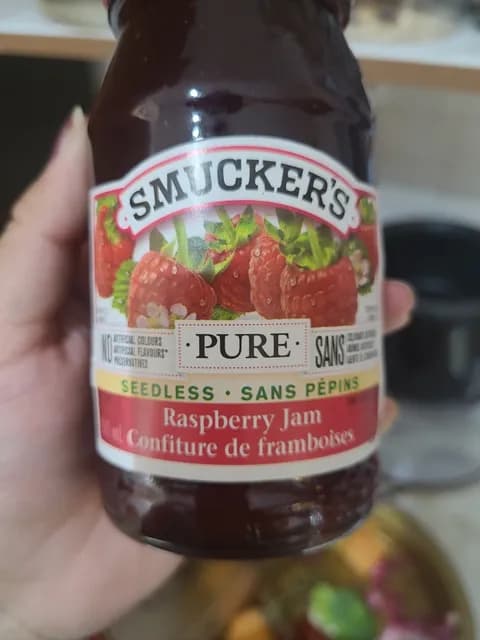 SMUCKER'S
NO ARTIFICIAL COLOURS
ARTIFICIAL FLAVOURS*
PRESERVATIVES
· PURE ·
SANS
SEEDLESS · SANS PÉPINS
Raspberry Jam
Confiture de framboises